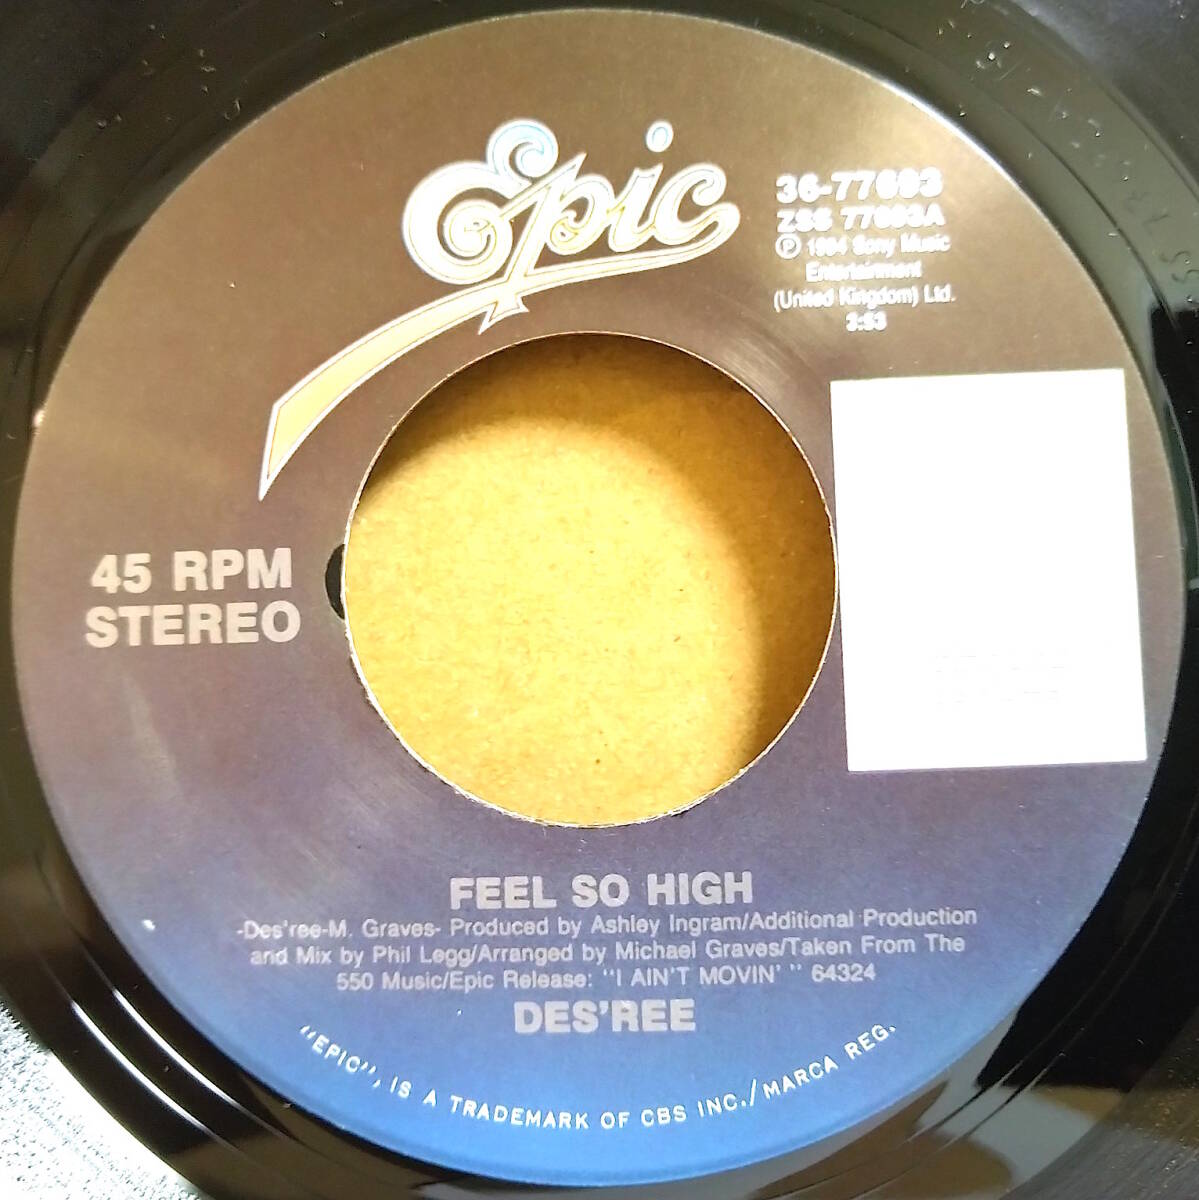 Epic
36-77693
ZSS 77693A
℗ 1994 Sony Music
Entertainment
(United Kingdom) Ltd.
3:53
45 RPM
STEREO
FEEL SO HIGH
-Des'ree-M. Graves- Produced by Ashley Ingram/Additional Production
and Mix by Phil Legg/Arranged by Michael Graves/Taken From The
550 Music/Epic Release: "I AIN'T MOVIN' " 64324
DES'REE
"EPIC", IS A TRADEMARK OF CBS INC./MARCA REG.